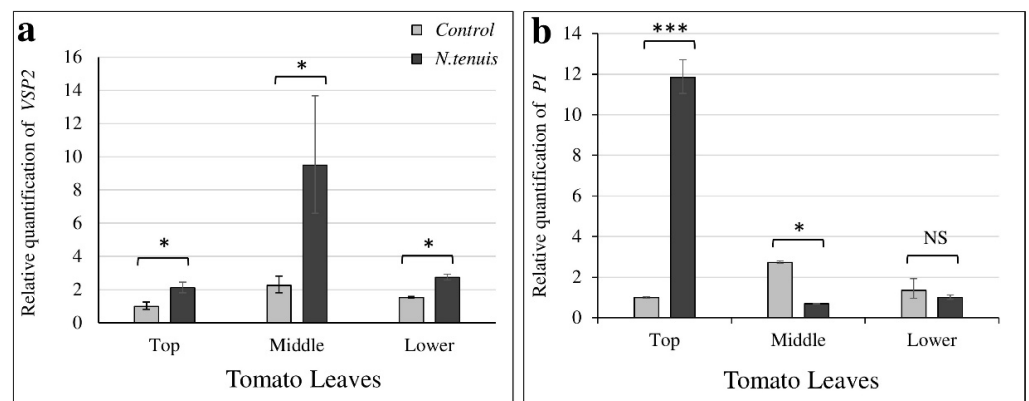 a
Control
N.tenuis
Relative quantification of VSP2
16
14
12
10
8
6
4
2
0
*
*
*
Top Middle Lower
Tomato Leaves
b
Relative quantification of PI
14
12
10
8
6
4
2
0
***
*
NS
Top Middle Lower
Tomato Leaves